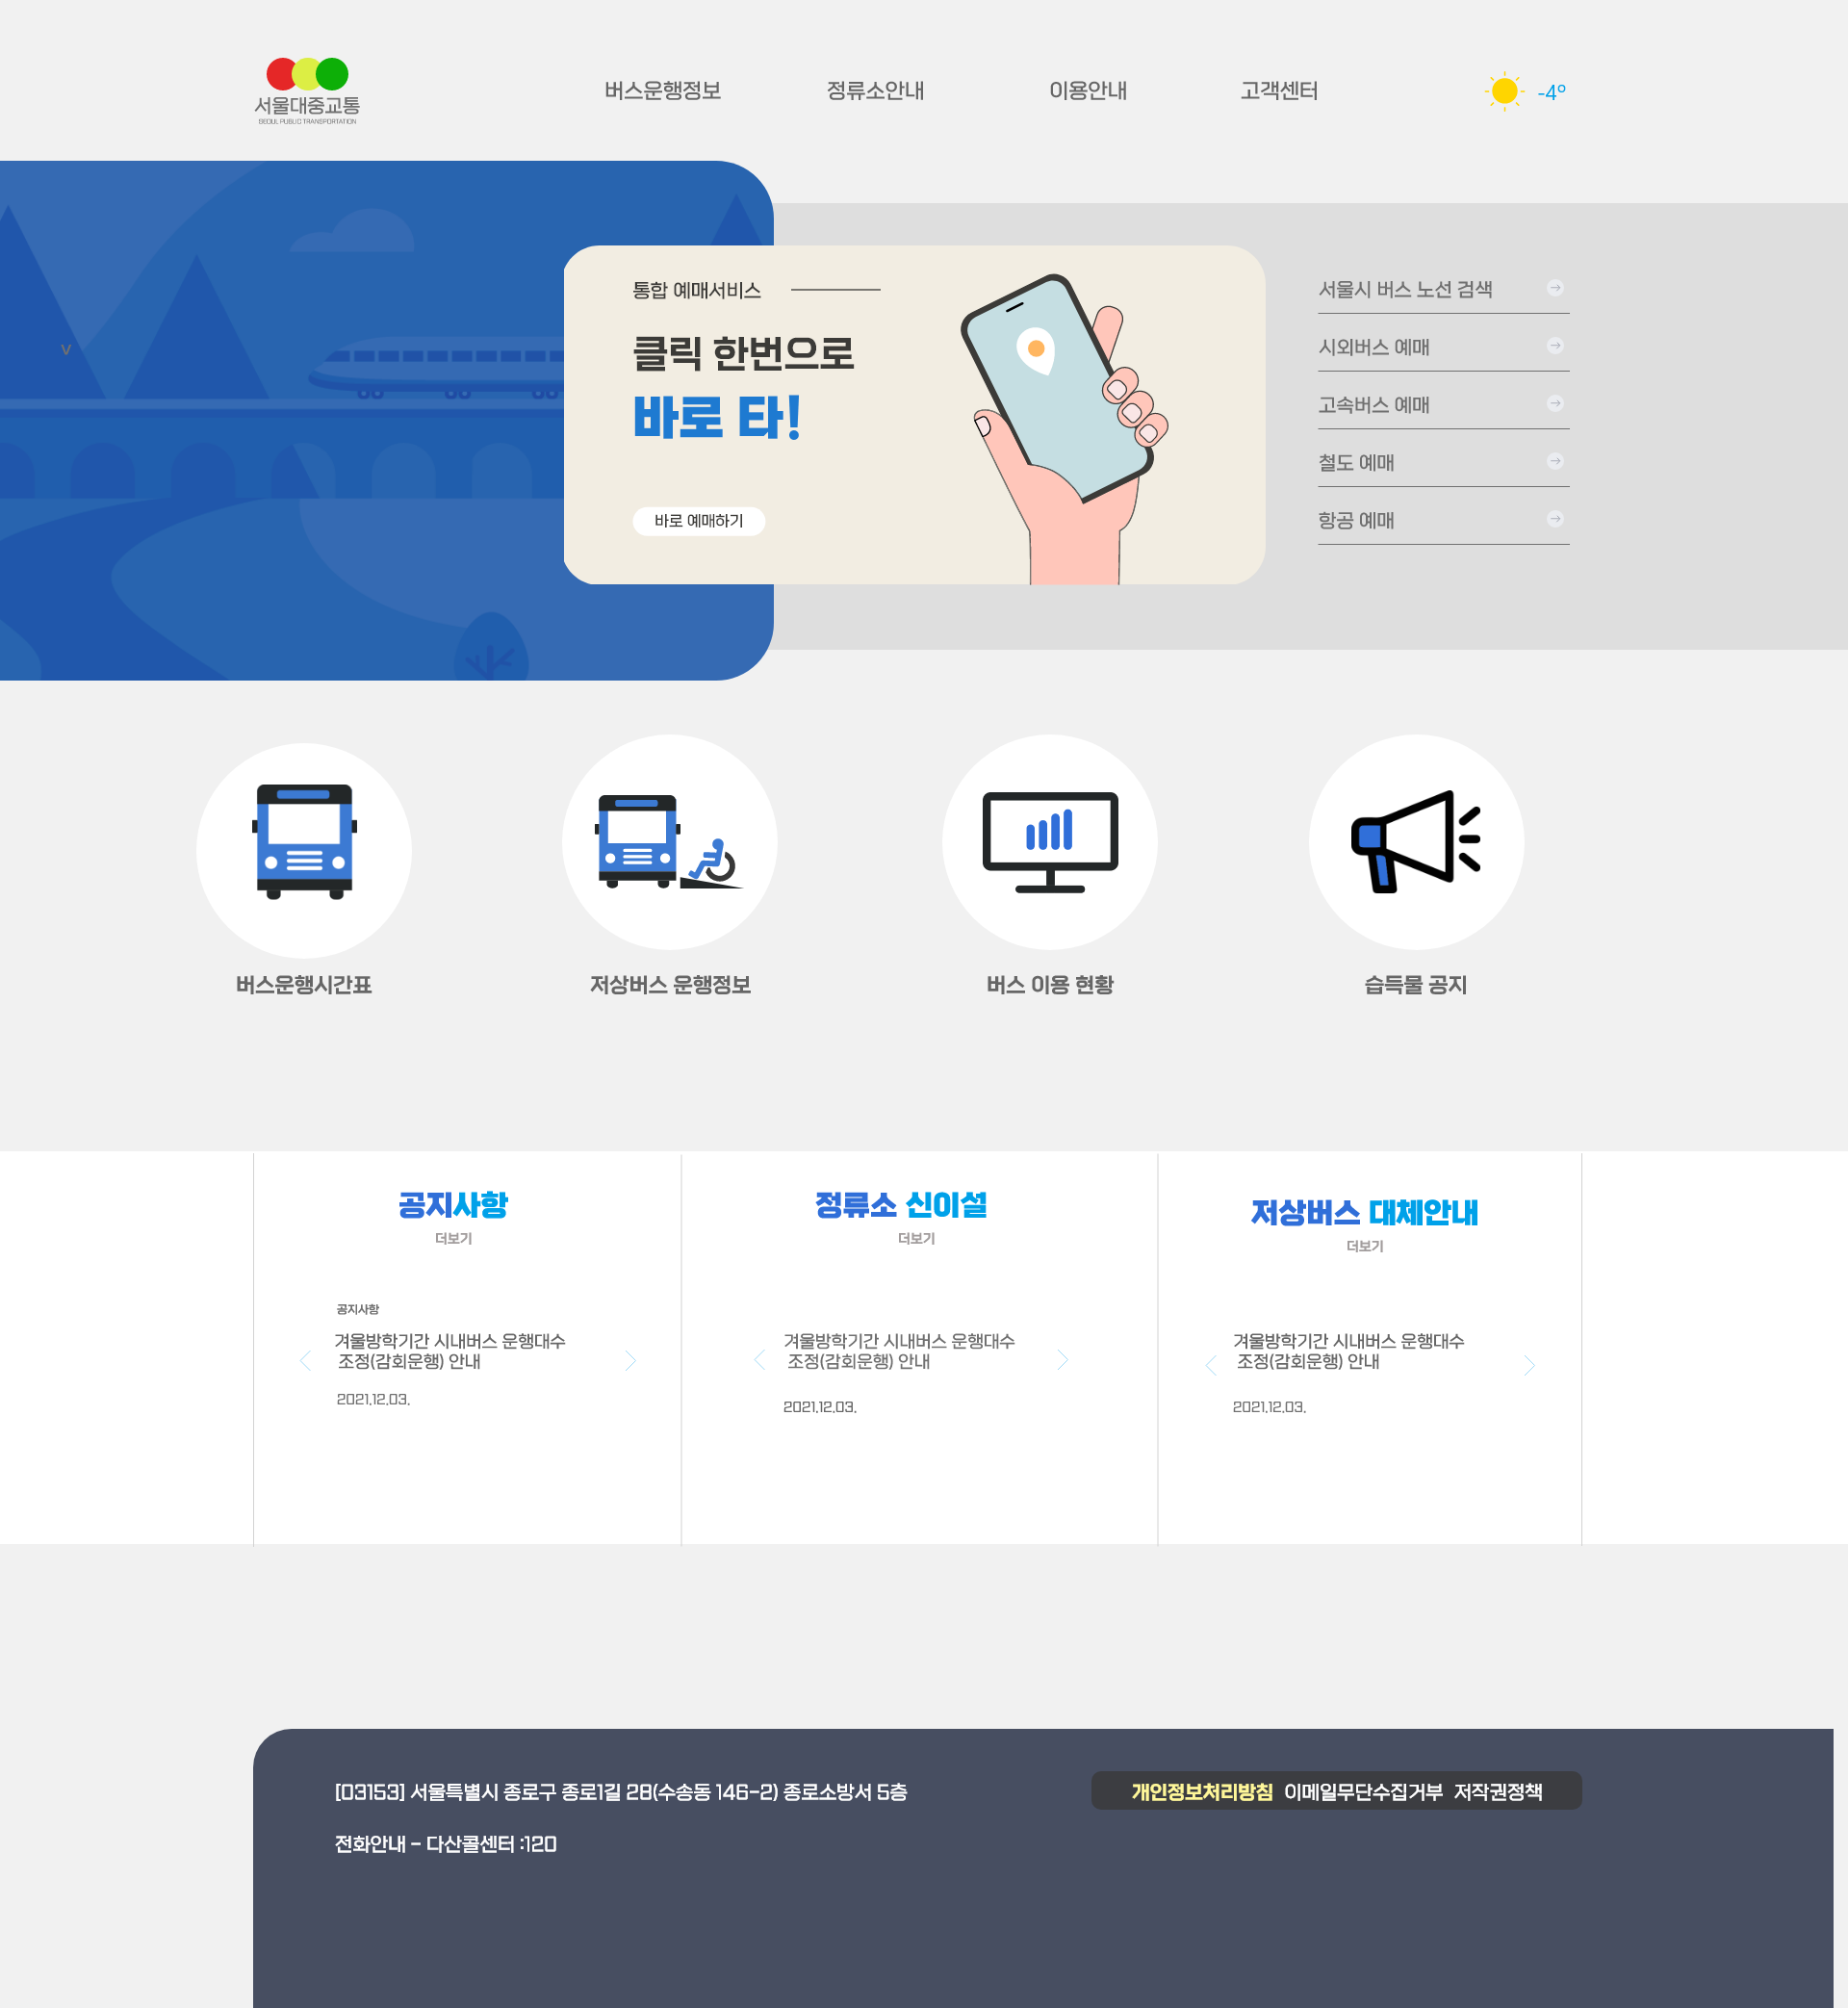 서울대중교통
SEOUL PUBLIC TRANSPORTATION
버스운행정보
정류소안내
이용안내
고객센터
-4º
v
통합 예매서비스
클릭 한번으로
바로 타!
바로 예매하기
서울시 버스 노선 검색
시외버스 예매
고속버스 예매
철도 예매
항공 예매
버스운행시간표
저상버스 운행정보
버스 이용 현황
습득물 공지
공지사항
더보기
공지사항
겨울방학기간 시내버스 운행대수
조정(감회운행) 안내
2021.12.03.
정류소 신이설
더보기
겨울방학기간 시내버스 운행대수
조정(감회운행) 안내
2021.12.03.
저상버스 대체안내
더보기
겨울방학기간 시내버스 운행대수
조정(감회운행) 안내
2021.12.03.
[03153] 서울특별시 종로구 종로1길 28(수송동 146-2) 종로소방서 5층
개인정보처리방침 이메일무단수집거부 저작권정책
전화안내 - 다산콜센터 :120